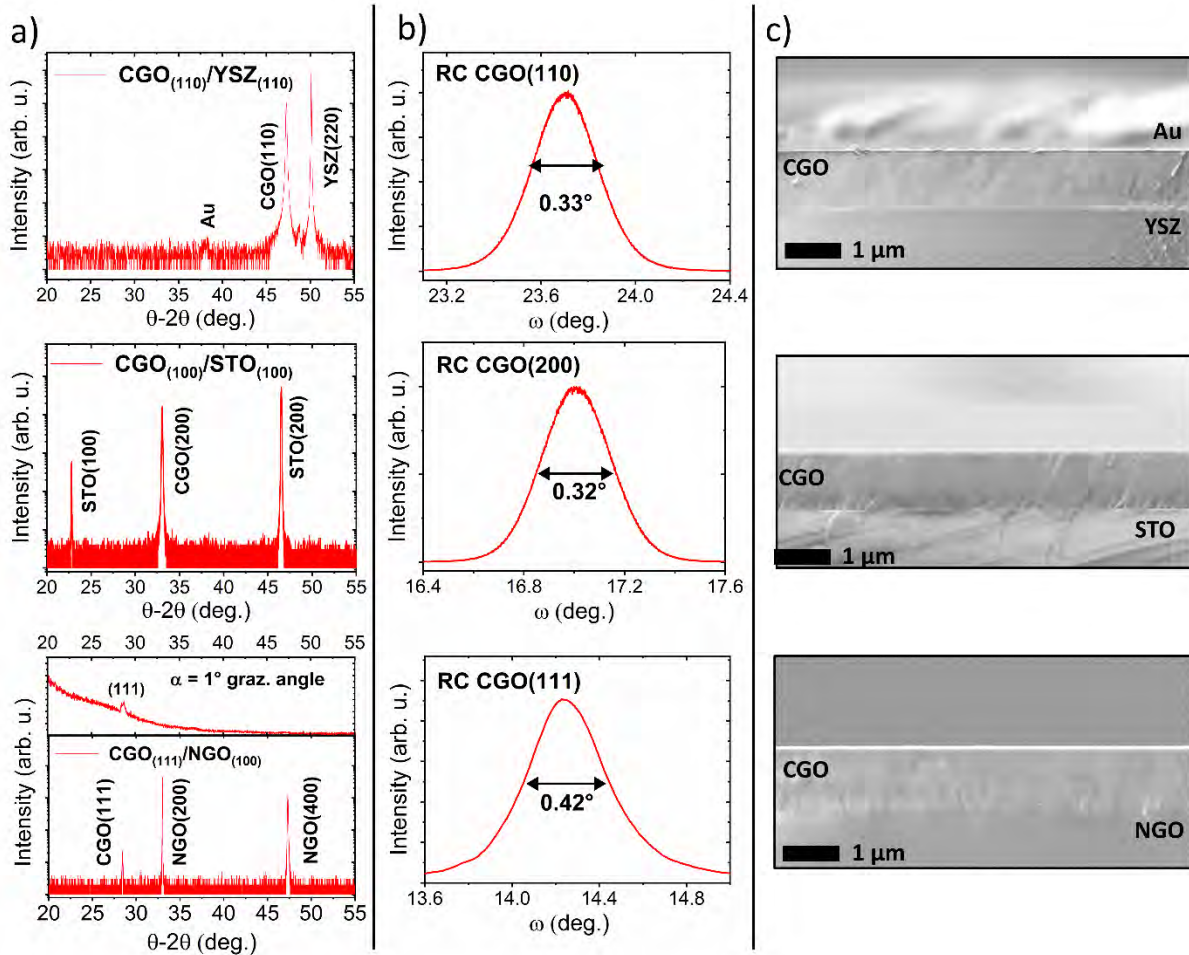 a)
CGO(110)/YSZ(110)
Intensity (arb. u.)
Au
CGO(110)
YSZ(220)
20 25 30 35 40 45 50 55
θ-2θ (deg.)
CGO(100)/STO(100)
Intensity (arb. u.)
STO(100)
CGO(200)
STO(200)
20 25 30 35 40 45 50 55
θ-2θ (deg.)
20 25 30 35 40 45 50 55
α = 1° graz. angle
(111)
CGO(111)/NGO(100)
Intensity (arb. u.)
CGO(111)
NGO(200)
NGO(400)
20 25 30 35 40 45 50 55
θ-2θ (deg.)
b)
RC CGO(110)
Intensity (arb. u.)
0.33°
23.2 23.6 24.0 24.4
ω (deg.)
RC CGO(200)
Intensity (arb. u.)
0.32°
16.4 16.8 17.2 17.6
ω (deg.)
RC CGO(111)
Intensity (arb. u.)
0.42°
13.6 14.0 14.4 14.8
ω (deg.)
c)
Au
CGO
YSZ
1 µm
CGO
STO
1 µm
CGO
NGO
1 µm